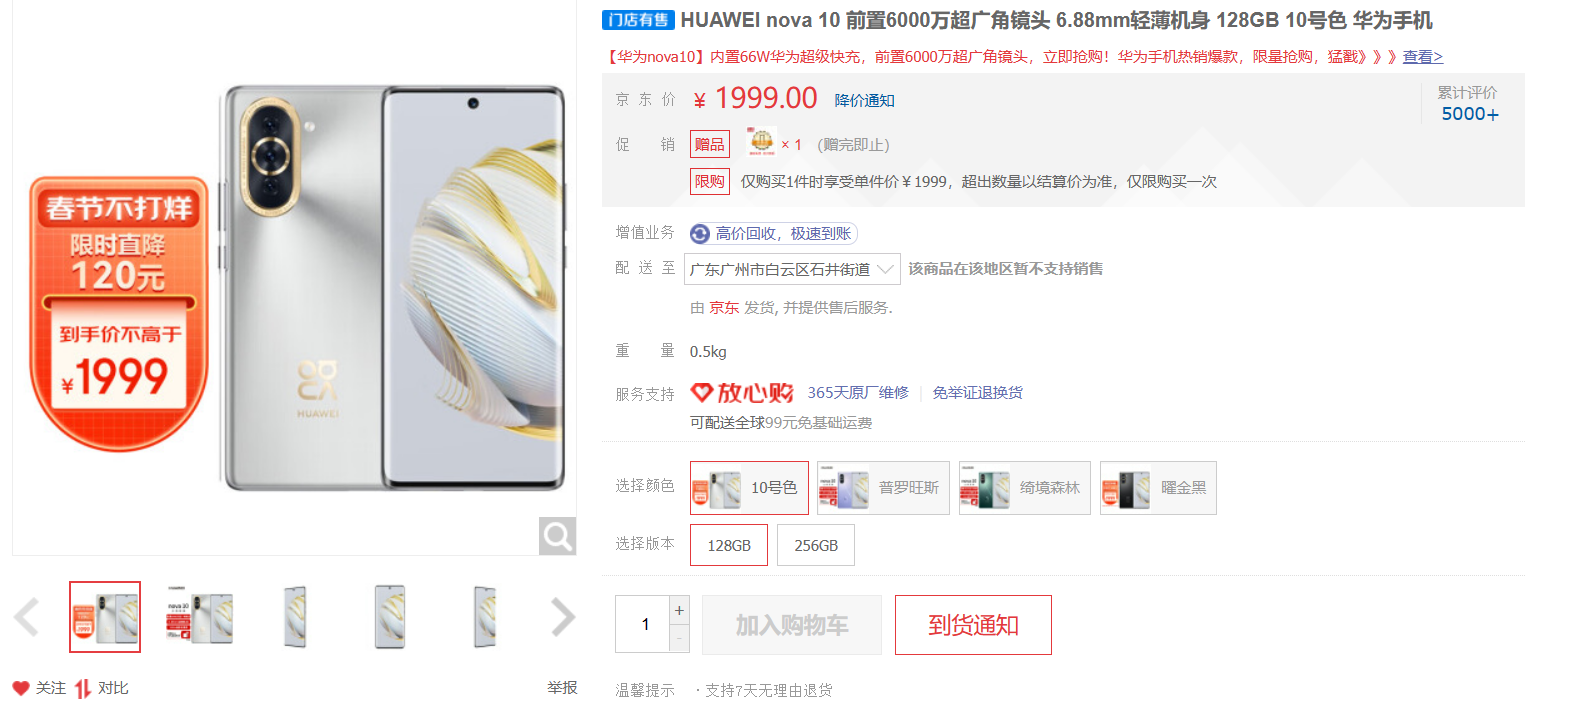 门店有售 HUAWEI nova 10 前置6000万超广角镜头 6.88mm轻薄机身 128GB 10号色 华为手机
【华为nova10】内置66W华为超级快充，前置6000万超广角镜头，立即抢购！华为手机热销爆款，限量抢购，猛戳》》》查看>
京东价 ¥ 1999.00 降价通知
累计评价
5000+
促销 赠品 × 1 (赠完即止)
限购 仅购买1件时享受单件价￥1999，超出数量以结算价为准，仅限购买一次
增值业务 高价回收，极速到账
配送至 广东广州市白云区石井街道 该商品在该地区暂不支持销售
由 京东 发货, 并提供售后服务.
重量 0.5kg
服务支持 放心购 365天原厂维修 免举证退换货
可配送全球99元免基础运费
选择颜色 10号色 普罗旺斯 绮境森林 曜金黑
选择版本 128GB 256GB
1 + - 加入购物车 到货通知
温馨提示 · 支持7天无理由退货
春节不打烊
限时直降
120元
到手价不高于
¥1999
HUAWEI
关注 对比 举报